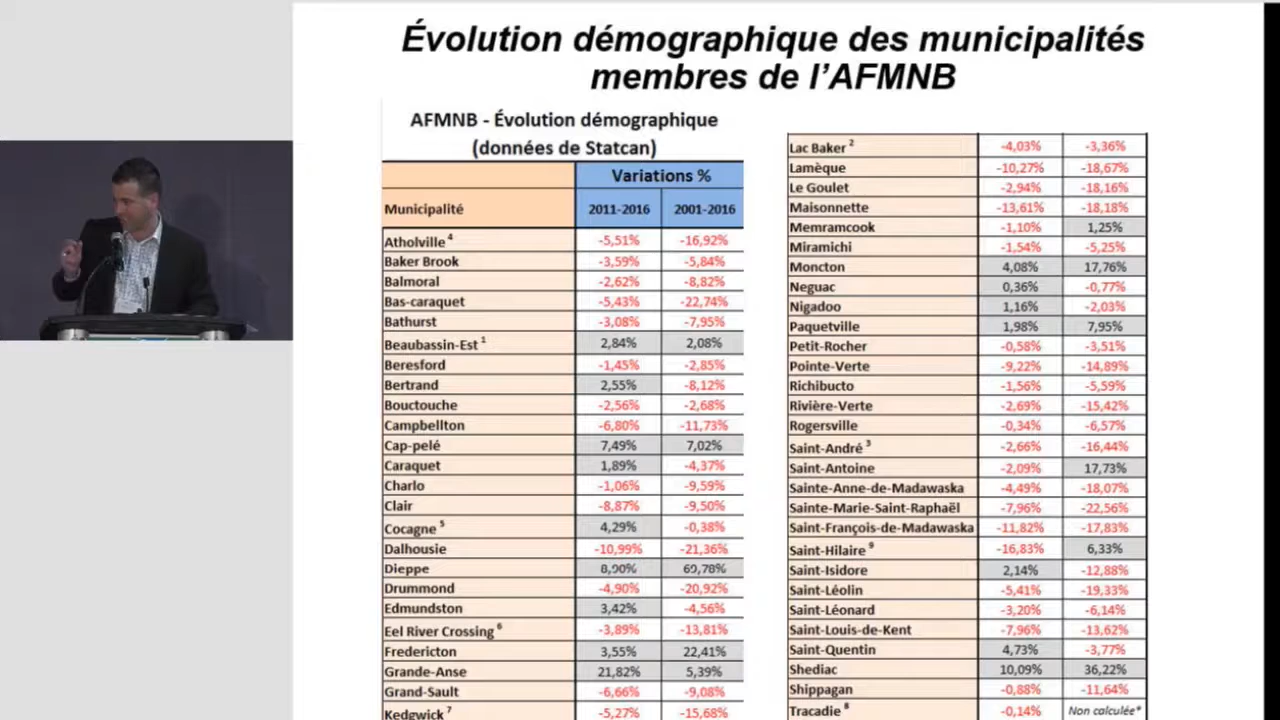 Évolution démographique des municipalités
membres de l'AFMNB
AFMNB - Évolution démographique
(données de Statcan)
Variations %
Municipalité 2011-2016 2001-2016
Atholville 4 -5,51% -16,92%
Baker Brook -3,59% -5,84%
Balmoral -2,62% -8,82%
Bas-caraquet -5,43% -22,74%
Bathurst -3,08% -7,95%
Beaubassin-Est 1 2,84% 2,08%
Beresford -1,45% -2,85%
Bertrand 2,55% -8,12%
Bouctouche -2,56% -2,68%
Campbellton -6,80% -11,73%
Cap-pelé 7,49% 7,02%
Caraquet 1,89% -4,37%
Charlo -1,06% -9,59%
Clair -8,87% -9,50%
Cocagne 5 4,29% -0,38%
Dalhousie -10,99% -21,36%
Dieppe 8,90% 69,78%
Drummond -4,90% -20,92%
Edmundston 3,42% -4,56%
Eel River Crossing 6 -3,89% -13,81%
Fredericton 3,55% 22,41%
Grande-Anse 21,82% 5,39%
Grand-Sault -6,66% -9,08%
Kedgwick 7 -5,27% -15,68%
Lac Baker 2 -4,03% -3,36%
Lamèque -10,27% -18,67%
Le Goulet -2,94% -18,16%
Maisonnette -13,61% -18,18%
Memramcook -1,10% 1,25%
Miramichi -1,54% -5,25%
Moncton 4,08% 17,76%
Neguac 0,36% -0,77%
Nigadoo 1,16% -2,03%
Paquetville 1,98% 7,95%
Petit-Rocher -0,58% -3,51%
Pointe-Verte -9,22% -14,89%
Richibucto -1,56% -5,59%
Rivière-Verte -2,69% -15,42%
Rogersville -0,34% -6,57%
Saint-André 3 -2,66% -16,44%
Saint-Antoine -2,09% 17,73%
Sainte-Anne-de-Madawaska -4,49% -18,07%
Sainte-Marie-Saint-Raphaël -7,96% -22,56%
Saint-François-de-Madawaska -11,82% -17,83%
Saint-Hilaire 9 -16,83% 6,33%
Saint-Isidore 2,14% -12,88%
Saint-Léolin -5,41% -19,33%
Saint-Léonard -3,20% -6,14%
Saint-Louis-de-Kent -7,96% -13,62%
Saint-Quentin 4,73% -3,77%
Shediac 10,09% 36,22%
Shippagan -0,88% -11,64%
Tracadie 8 -0,14% Non calculée*